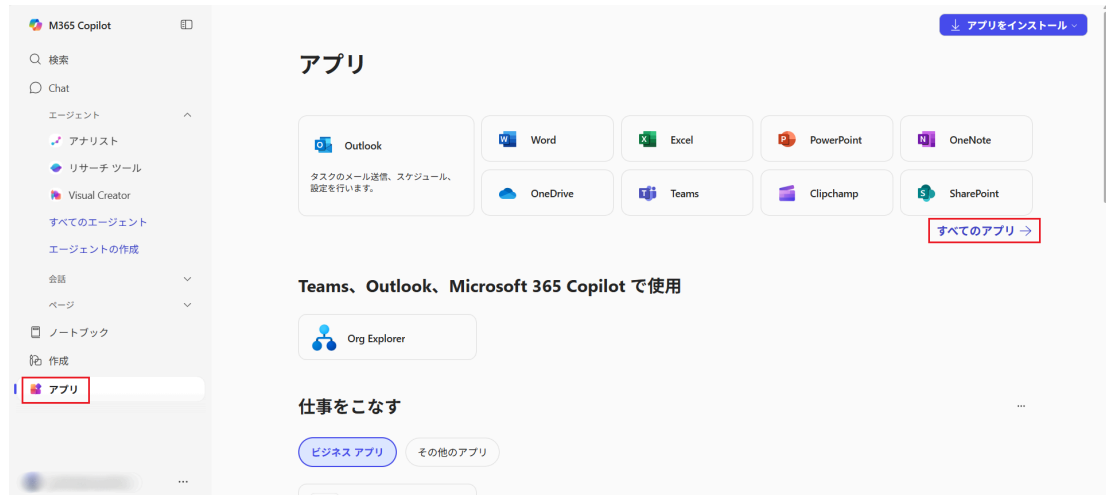 M365 Copilot
検索
Chat
エージェント
アナリスト
リサーチ ツール
Visual Creator
すべてのエージェント
エージェントの作成
会話
ページ
ノートブック
作成
アプリ
...
アプリをインストール
アプリ
Outlook
タスクのメール送信、スケジュール、
設定を行います。
Word
Excel
PowerPoint
OneNote
OneDrive
Teams
Clipchamp
SharePoint
すべてのアプリ →
Teams、Outlook、Microsoft 365 Copilot で使用
Org Explorer
仕事をこなす
...
ビジネス アプリ
その他のアプリ